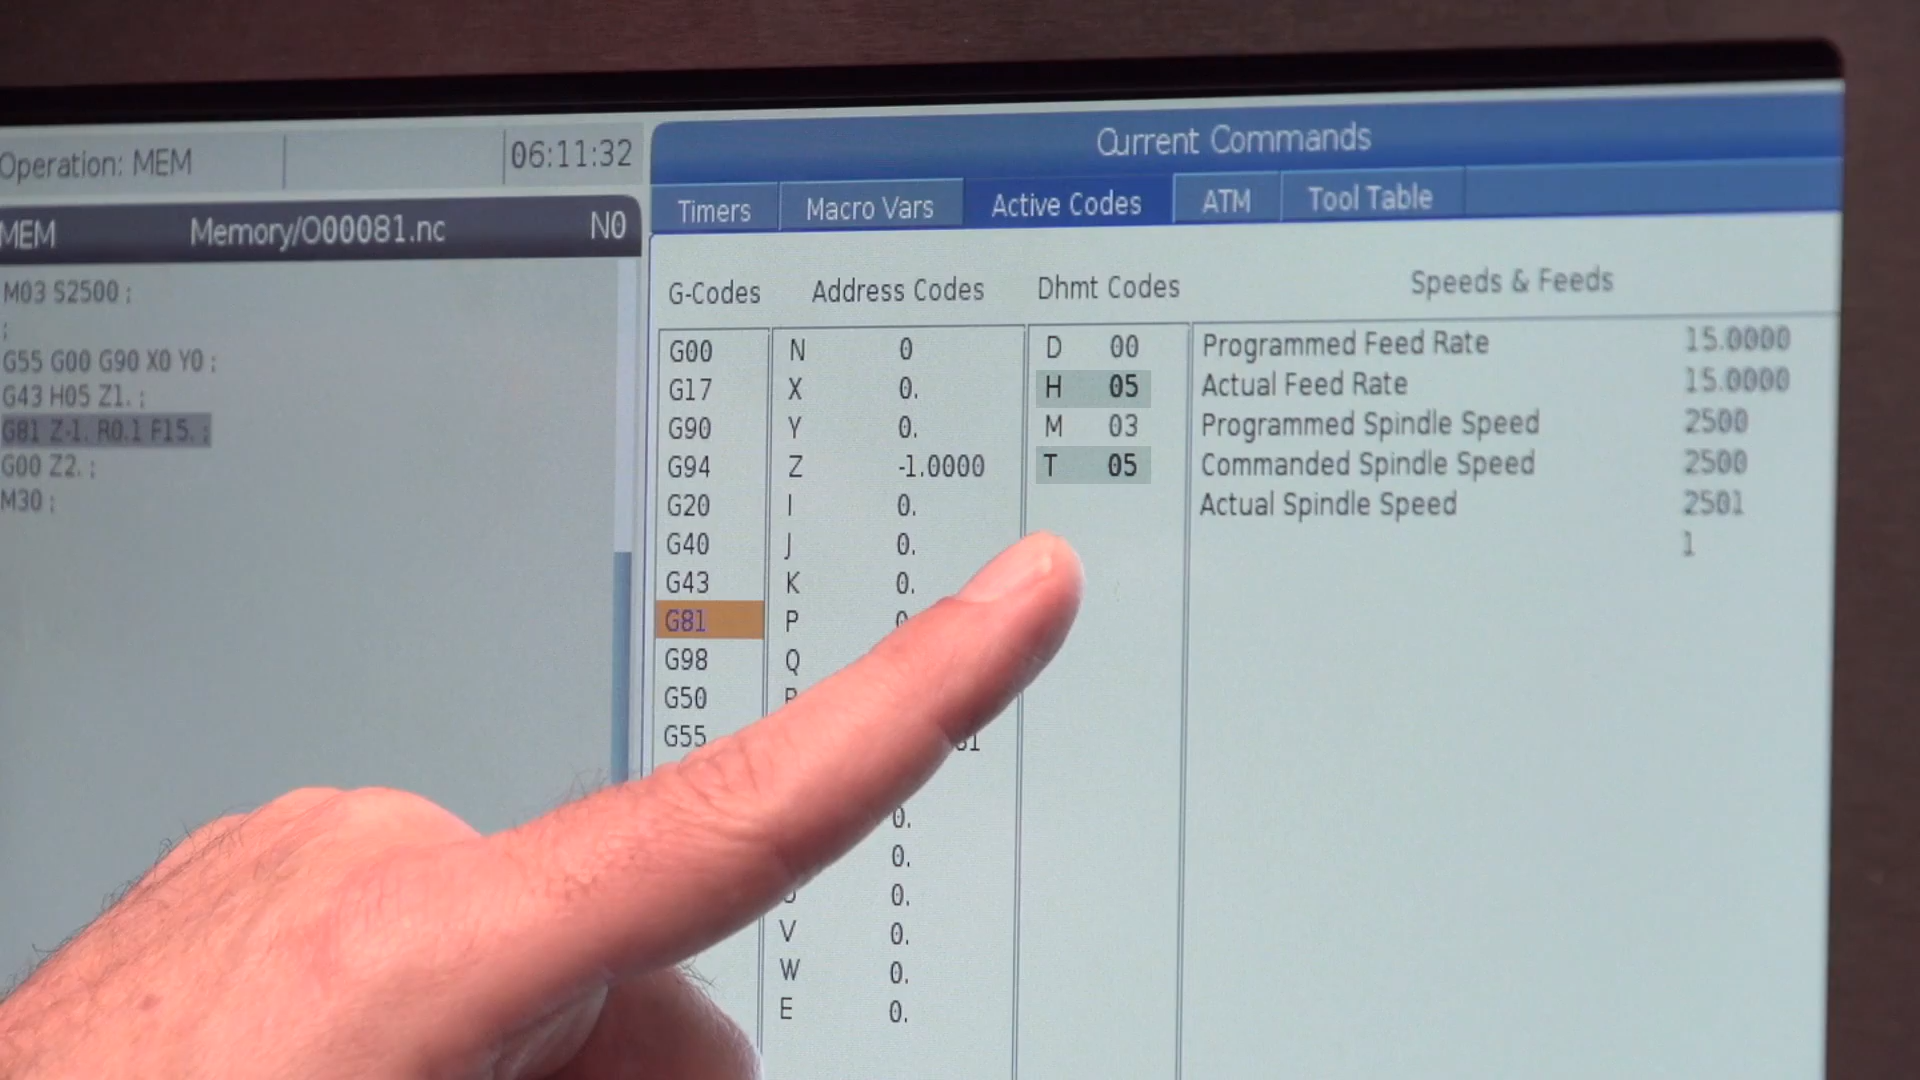 Operation: MEM
06:11:32
MEM Memory/O00081.nc N0
M03 S2500 ;
;
G55 G00 G90 X0 Y0 ;
G43 H05 Z1. ;
G81 Z-1. R0.1 F15. ;
G00 Z2. ;
M30 ;
Current Commands
Timers Macro Vars Active Codes ATM Tool Table
G-Codes Address Codes Dhmt Codes Speeds & Feeds
G00 N 0 D 00 Programmed Feed Rate 15.0000
G17 X 0. H 05 Actual Feed Rate 15.0000
G90 Y 0. M 03 Programmed Spindle Speed 2500
G94 Z -1.0000 T 05 Commanded Spindle Speed 2500
G20 I 0. Actual Spindle Speed 2501
G40 J 0. 1
G43 K 0.
G81 P
G98 Q
G50
G55
0.
0.
0.
V 0.
W 0.
E 0.